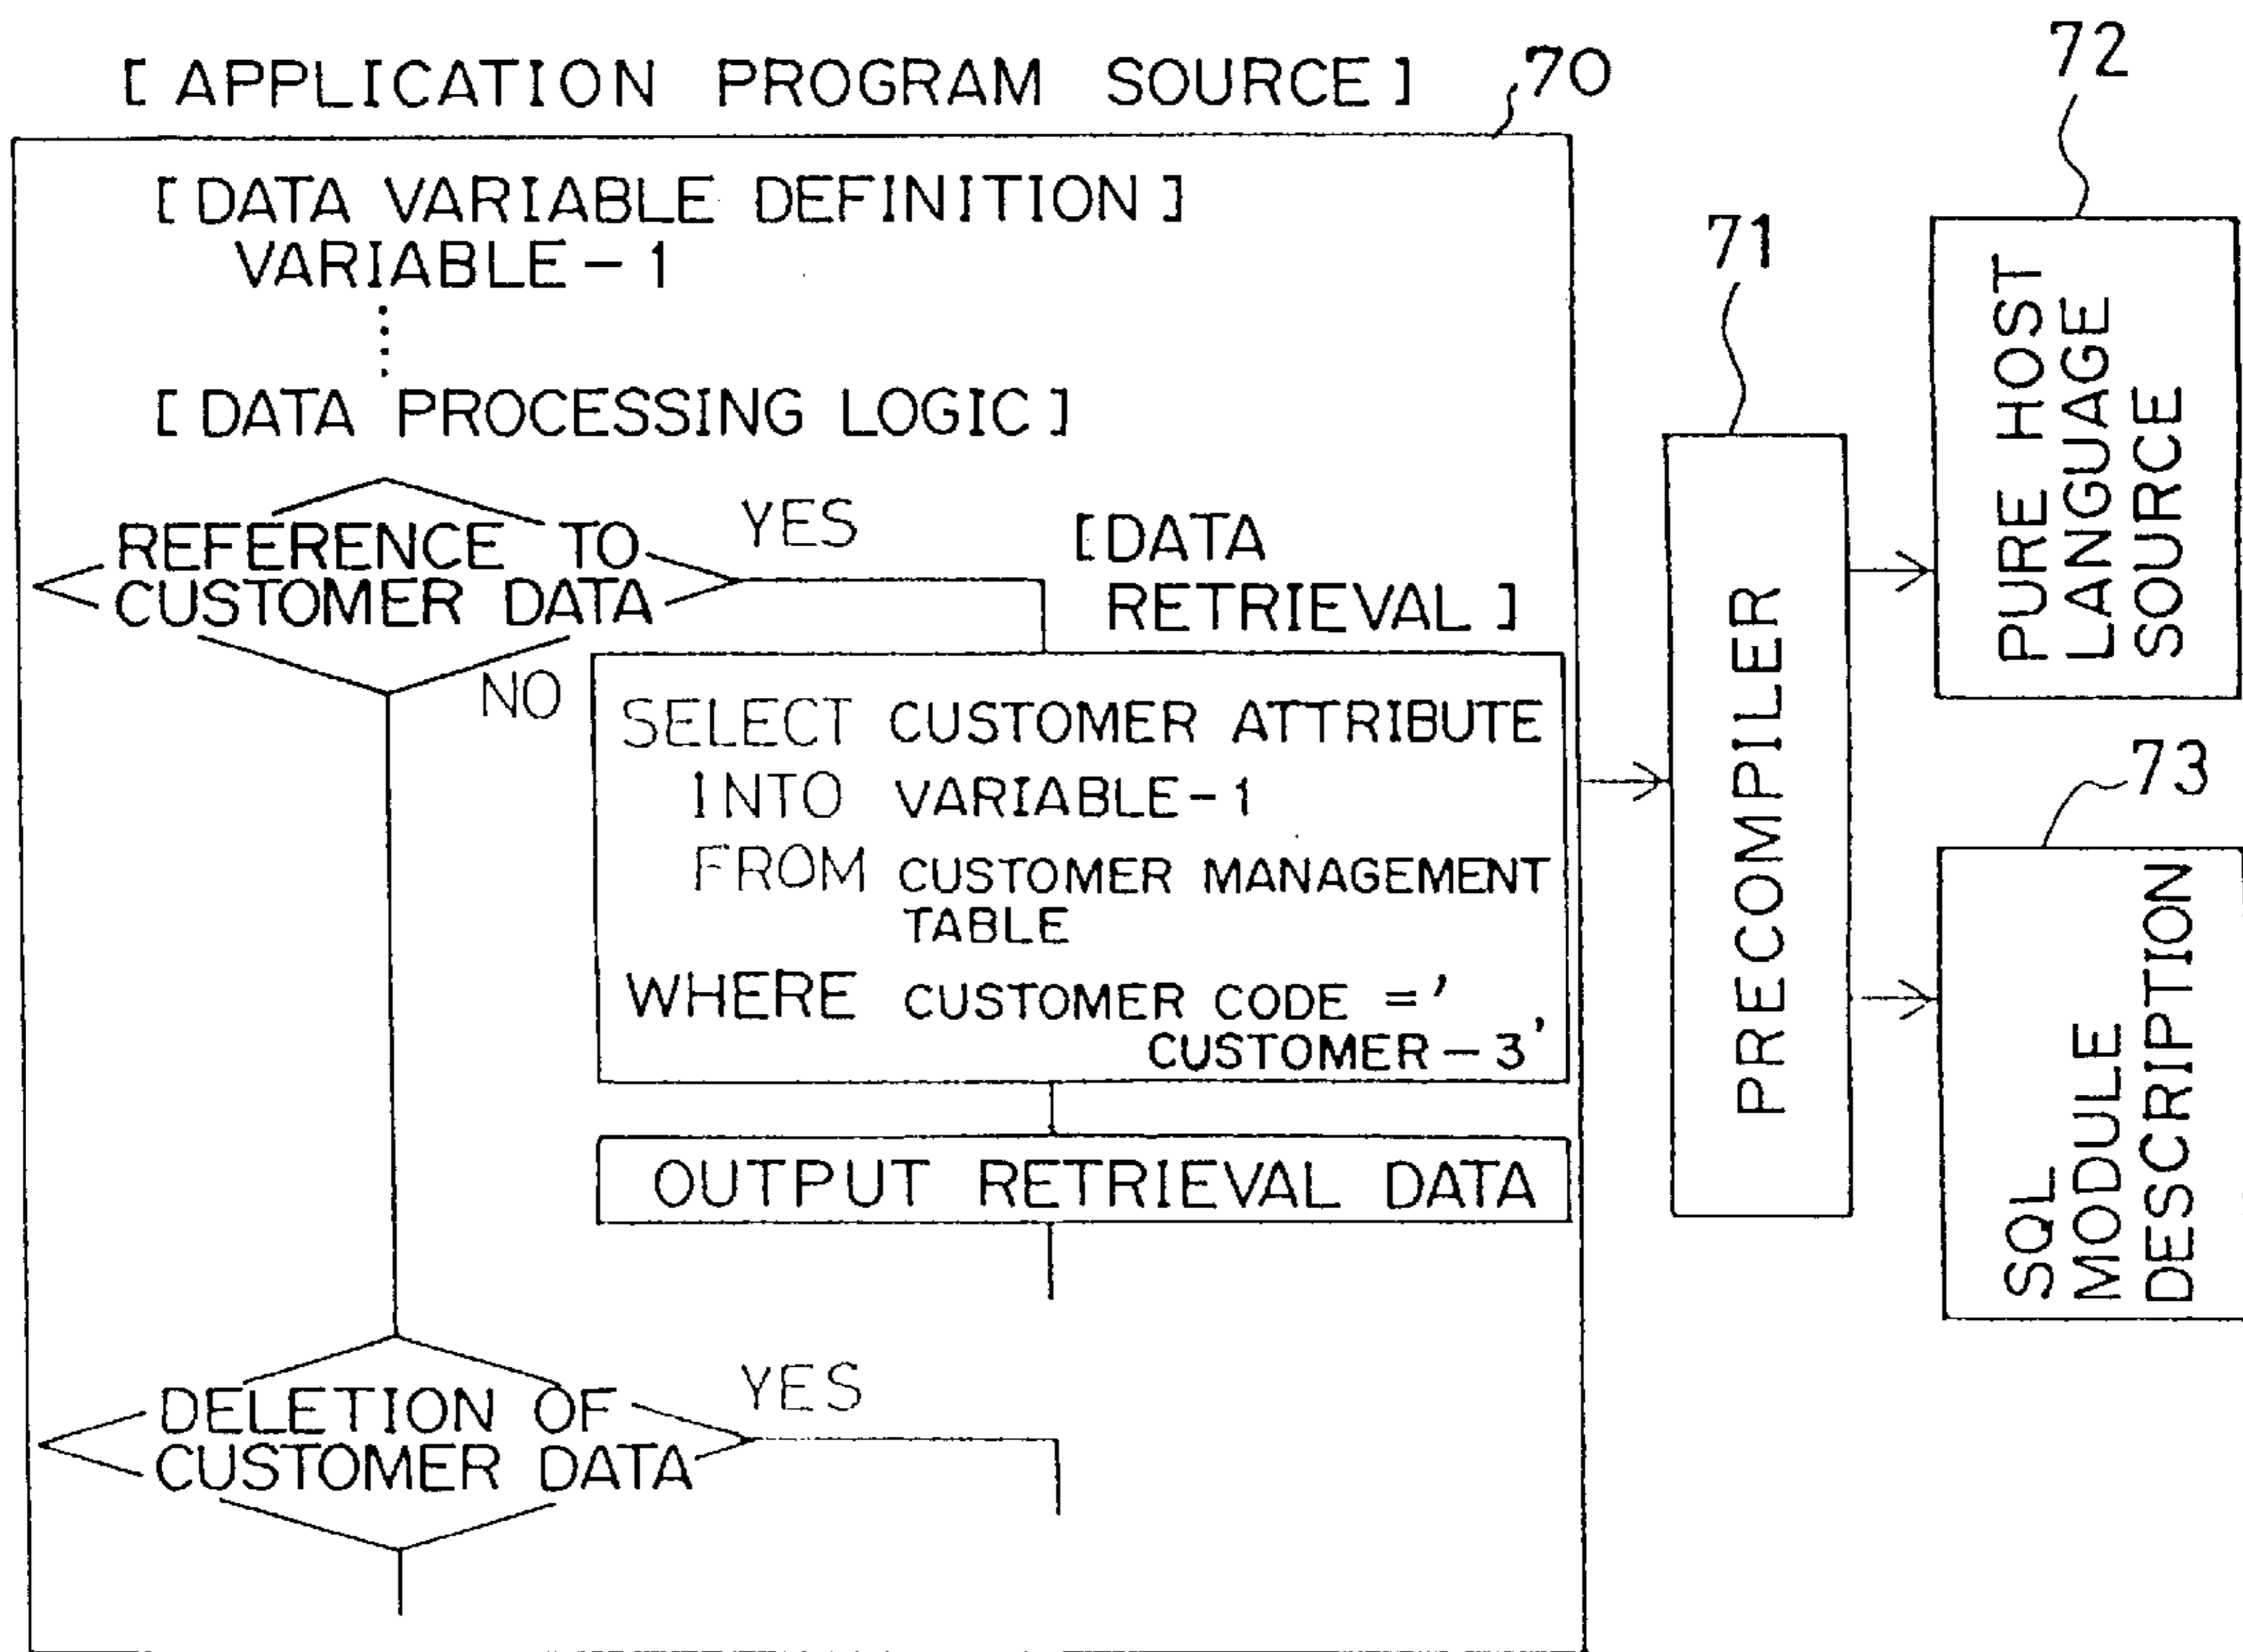 [APPLICATION PROGRAM SOURCE]
70
[DATA VARIABLE DEFINITION]
VARIABLE-1
[DATA PROCESSING LOGIC]
REFERENCE TO
CUSTOMER DATA
YES
NO
[DATA
RETRIEVAL]
SELECT CUSTOMER ATTRIBUTE
INTO VARIABLE-1
FROM CUSTOMER MANAGEMENT
TABLE
WHERE CUSTOMER CODE ='
CUSTOMER-3'
OUTPUT RETRIEVAL DATA
DELETION OF
CUSTOMER DATA
YES
71
PRECOMPILER
72
PURE HOST
LANGUAGE
SOURCE
73
SQL
MODULE
DESCRIPTION